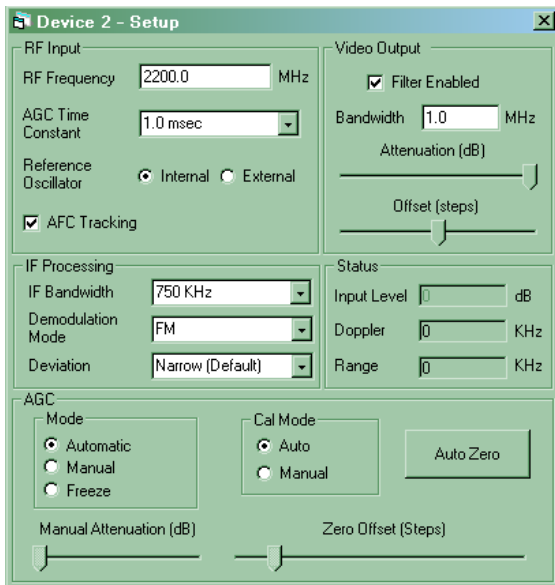 Device 2 - Setup
RF Input
RF Frequency 2200.0 MHz
AGC Time
Constant
1.0 msec
Reference
Oscillator
Internal External
AFC Tracking
Video Output
Filter Enabled
Bandwidth 1.0 MHz
Attenuation (dB)
Offset (steps)
IF Processing
IF Bandwidth 750 KHz
Demodulation
Mode
FM
Deviation Narrow (Default)
Status
Input Level 0 dB
Doppler 0 KHz
Range 0 KHz
AGC
Mode
Automatic
Manual
Freeze
Cal Mode
Auto
Manual
Auto Zero
Manual Attenuation (dB)
Zero Offset (Steps)